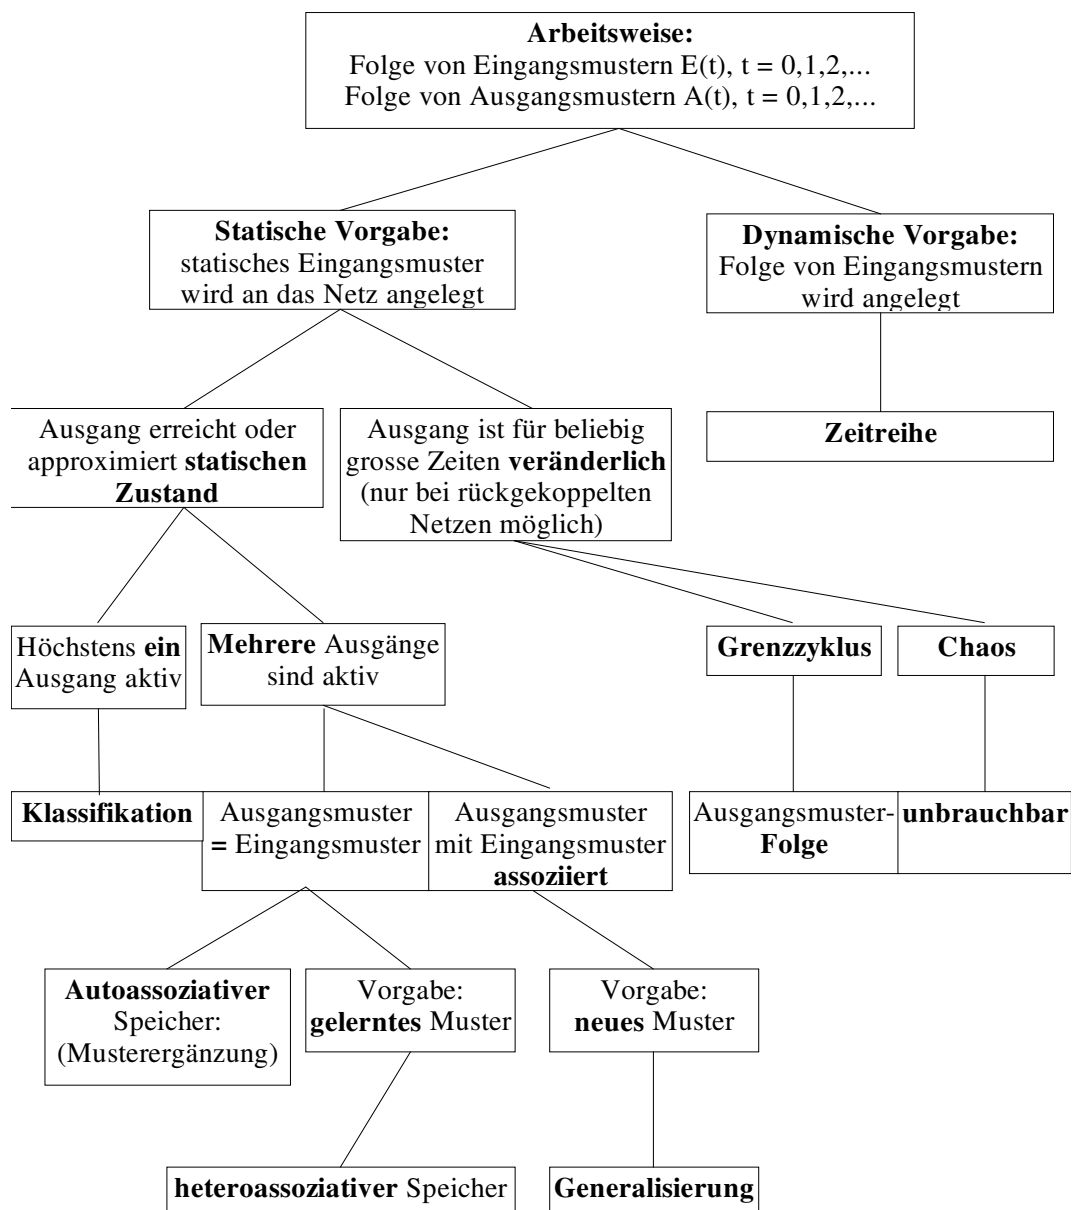 Arbeitsweise:
Folge von Eingangsmustern E(t), t = 0,1,2,...
Folge von Ausgangsmustern A(t), t = 0,1,2,...
Statische Vorgabe:
statisches Eingangsmuster
wird an das Netz angelegt
Dynamische Vorgabe:
Folge von Eingangsmustern
wird angelegt
Ausgang erreicht oder
approximiert statischen
Zustand
Ausgang ist für beliebig
grosse Zeiten veränderlich
(nur bei rückgekoppelten
Netzen möglich)
Zeitreihe
Höchstens ein
Ausgang aktiv
Mehrere Ausgänge
sind aktiv
Grenzzyklus
Chaos
Klassifikation
Ausgangsmuster
= Eingangsmuster
Ausgangsmuster
mit Eingangsmuster
assoziiert
Ausgangsmuster-
Folge
unbrauchbar
Autoassoziativer
Speicher:
(Musterergänzung)
Vorgabe:
gelerntes Muster
Vorgabe:
neues Muster
heteroassoziativer Speicher
Generalisierung